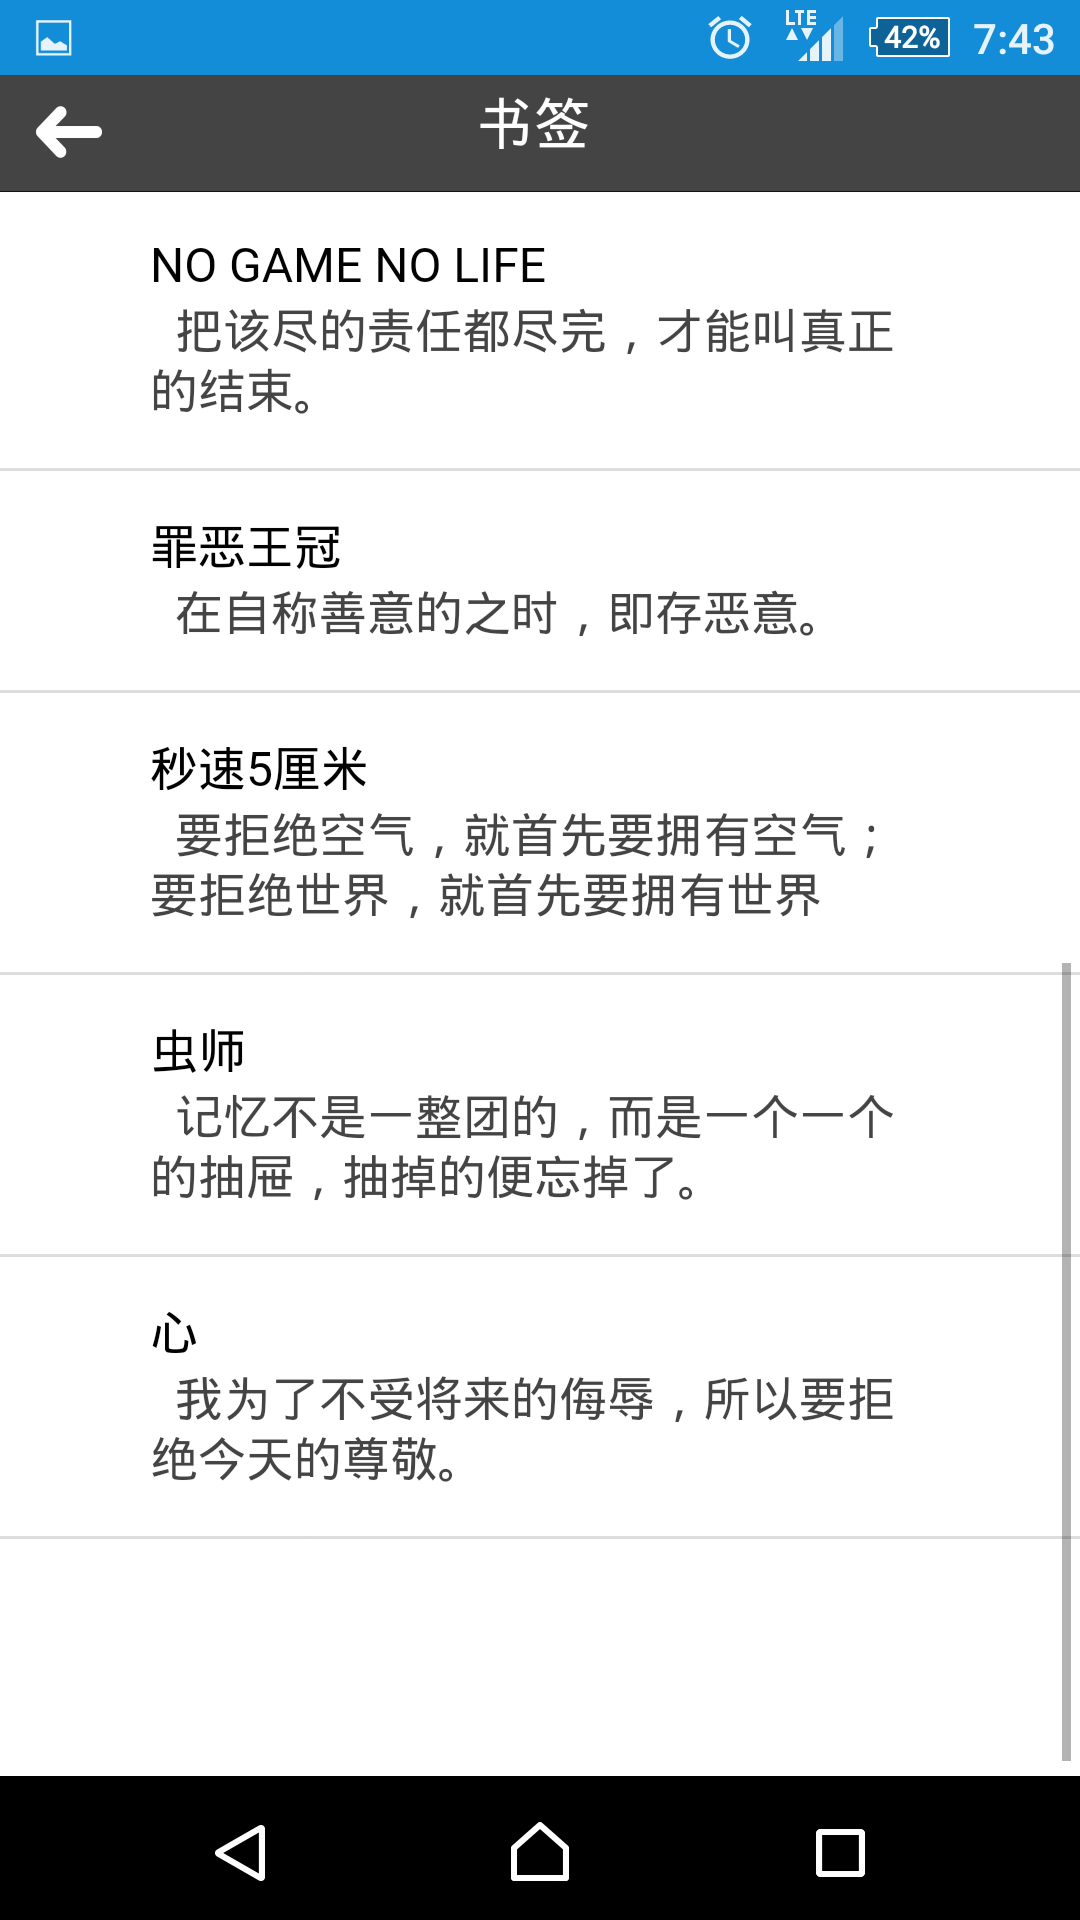 LTE
42%
7:43
书签
NO GAME NO LIFE
把该尽的责任都尽完，才能叫真正
的结束。
罪恶王冠
在自称善意的之时，即存恶意。
秒速5厘米
要拒绝空气，就首先要拥有空气；
要拒绝世界，就首先要拥有世界
虫师
记忆不是一整团的，而是一个一个
的抽屉，抽掉的便忘掉了。
心
我为了不受将来的侮辱，所以要拒
绝今天的尊敬。